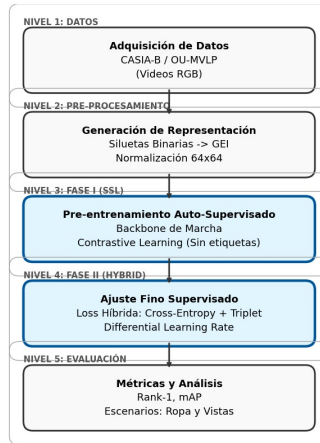 NIVEL 1: DATOS
Adquisición de Datos
CASIA-B / OU-MVLP
(Videos RGB)
NIVEL 2: PRE-PROCESAMIENTO
Generación de Representación
Siluetas Binarias -> GEI
Normalización 64x64
NIVEL 3: FASE I (SSL)
Pre-entrenamiento Auto-Supervisado
Backbone de Marcha
Contrastive Learning (Sin etiquetas)
NIVEL 4: FASE II (HYBRID)
Ajuste Fino Supervisado
Loss Híbrida: Cross-Entropy + Triplet
Differential Learning Rate
NIVEL 5: EVALUACIÓN
Métricas y Análisis
Rank-1, mAP
Escenarios: Ropa y Vistas